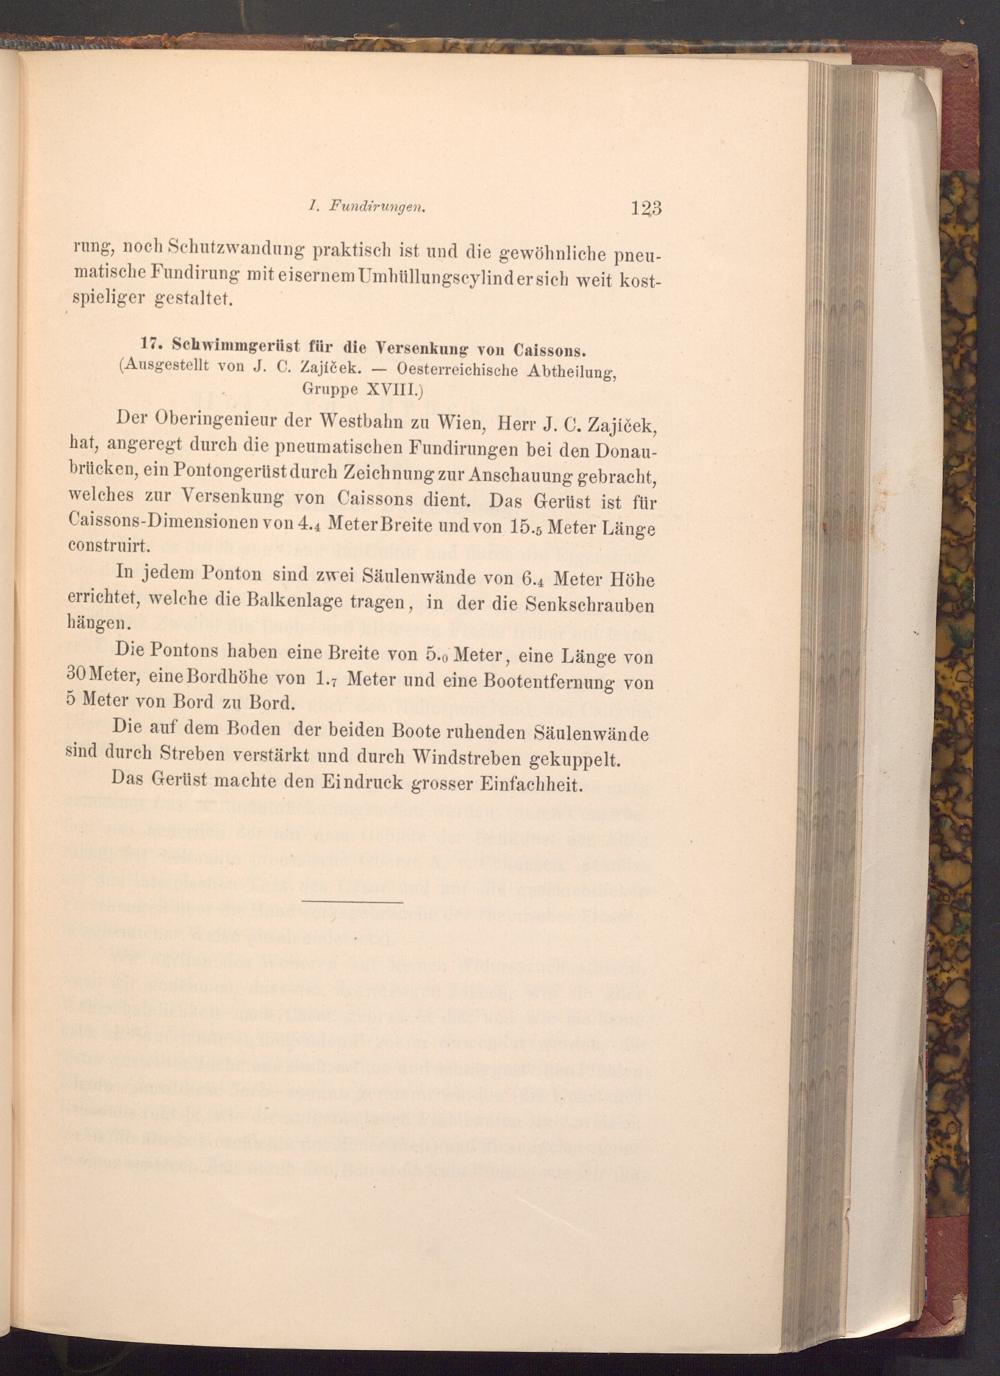 I. Fundirungen. 123
rung, noch Schutzwandung praktisch ist und die gewöhnliche pneu-
matische Fundirung mit eisernem Umhüllungscylinder sich weit kost-
spieliger gestaltet.
17. Schwimmgerüst für die Versenkung von Caissons.
(Ausgestellt von J. C. Zajíček. — Oesterreichische Abtheilung,
Gruppe XVIII.)
Der Oberingenieur der Westbahn zu Wien, Herr J. C. Zajíček,
hat, angeregt durch die pneumatischen Fundirungen bei den Donau-
brücken, ein Pontongerüst durch Zeichnung zur Anschauung gebracht,
welches zur Versenkung von Caissons dient. Das Gerüst ist für
Caissons-Dimensionen von 4.4 Meter Breite und von 15.5 Meter Länge
construirt.
In jedem Ponton sind zwei Säulenwände von 6.4 Meter Höhe
errichtet, welche die Balkenlage tragen, in der die Senkschrauben
hängen.
Die Pontons haben eine Breite von 5.0 Meter, eine Länge von
30 Meter, eine Bordhöhe von 1.7 Meter und eine Bootentfernung von
5 Meter von Bord zu Bord.
Die auf dem Boden der beiden Boote ruhenden Säulenwände
sind durch Streben verstärkt und durch Windstreben gekuppelt.
Das Gerüst machte den Eindruck grosser Einfachheit.